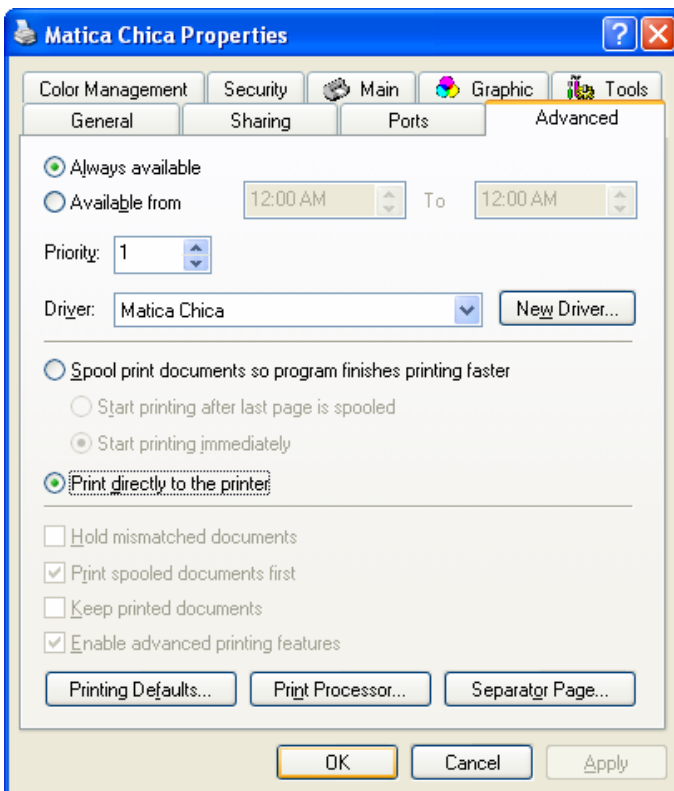 Matica Chica Properties
Color Management Security Main Graphic Tools
General Sharing Ports Advanced
Always available
Available from 12:00 AM To 12:00 AM
Priority: 1
Driver: Matica Chica New Driver...
Spool print documents so program finishes printing faster
Start printing after last page is spooled
Start printing immediately
Print directly to the printer
Hold mismatched documents
Print spooled documents first
Keep printed documents
Enable advanced printing features
Printing Defaults... Print Processor... Separator Page...
OK Cancel Apply